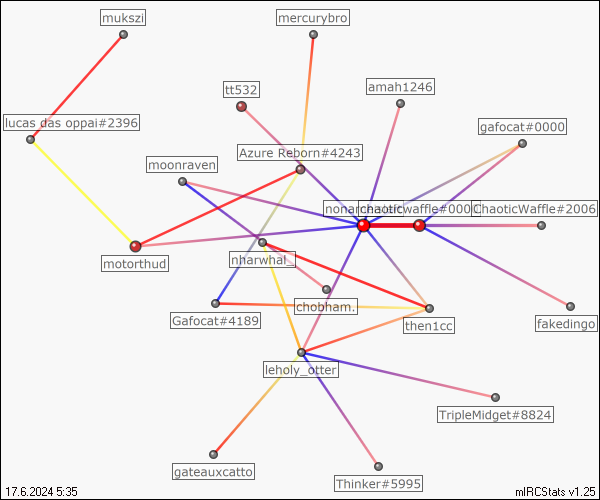 mukszi
mercurybro
tt532
amah1246
lucas das oppai#2396
gafocat#0000
Azure Reborn#4243
moonraven
chaoticwaffle#0000
ChaoticWaffle#2006
motorthud
nharwhal_
chobham.
Gafocat#4189
then1cc
fakedingo
leholy_otter
TripleMidget#8824
gateauxcatto
Thinker#5995
17.6.2024 5:35
mIRCStats v1.25